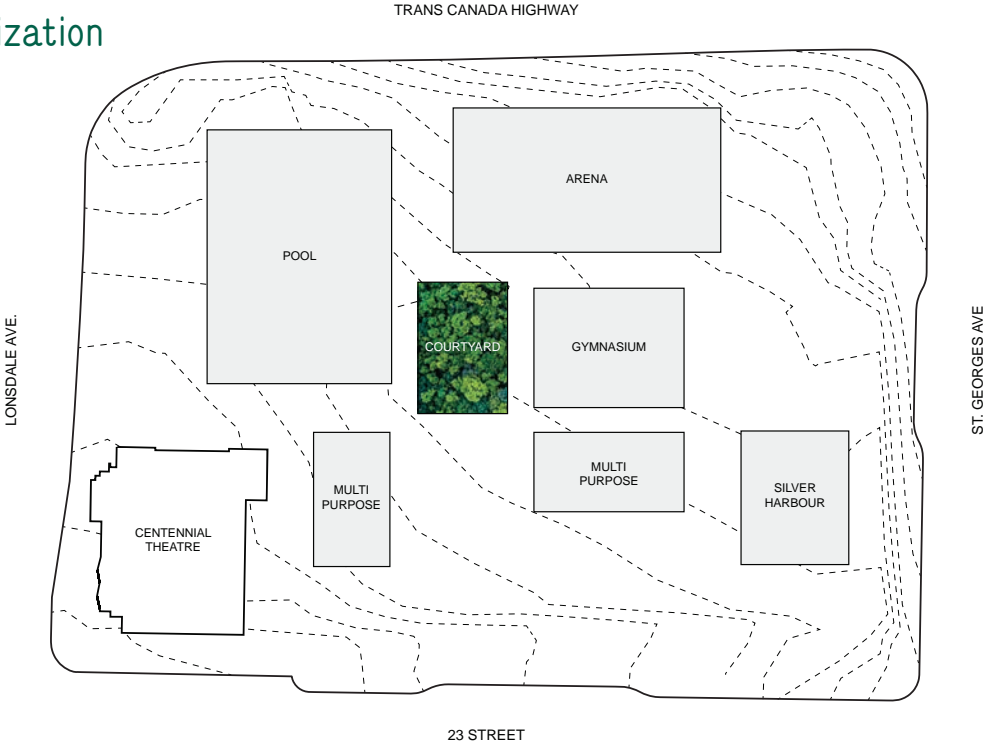 TRANS CANADA HIGHWAY
ization
ARENA
POOL
LONSDALE AVE.
COURTYARD
GYMNASIUM
ST. GEORGES AVE
MULTI
PURPOSE
MULTI
PURPOSE
SILVER
HARBOUR
CENTENNIAL
THEATRE
23 STREET